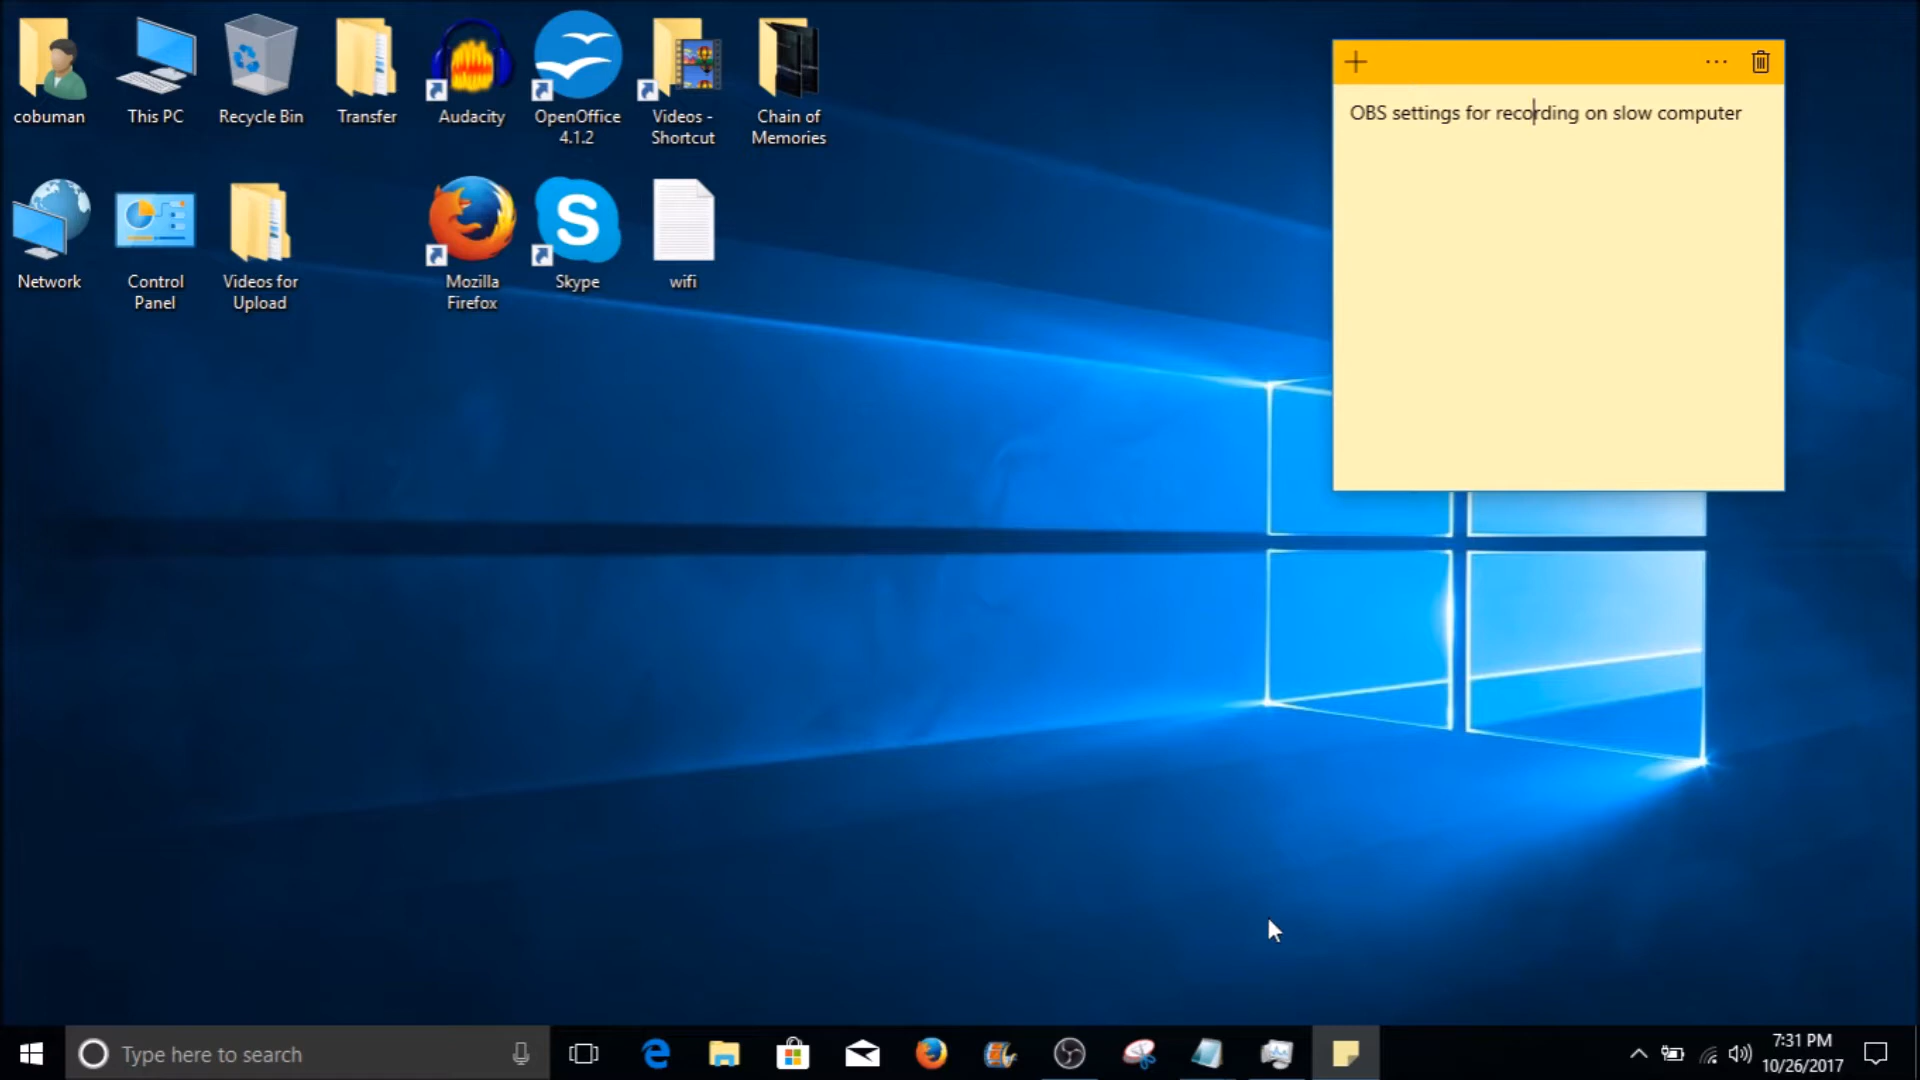 cobuman
This PC
Recycle Bin
Transfer
Audacity
OpenOffice
4.1.2
Videos -
Shortcut
Chain of
Memories
Network
Control
Panel
Videos for
Upload
Mozilla
Firefox
Skype
wifi
OBS settings for recording on slow computer
Type here to search
7:31 PM
10/26/2017